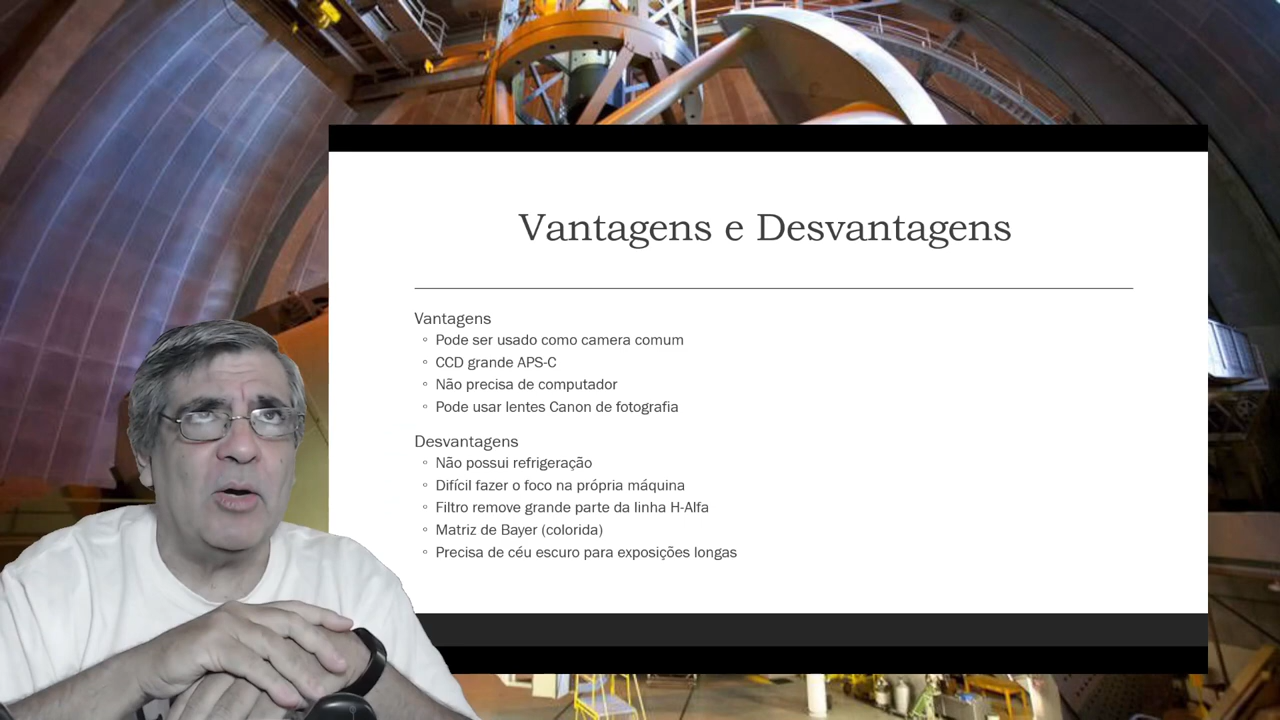 Vantagens e Desvantagens
Vantagens
◦ Pode ser usado como camera comum
◦ CCD grande APS-C
◦ Não precisa de computador
◦ Pode usar lentes Canon de fotografia
Desvantagens
◦ Não possui refrigeração
◦ Difícil fazer o foco na própria máquina
◦ Filtro remove grande parte da linha H-Alfa
◦ Matriz de Bayer (colorida)
◦ Precisa de céu escuro para exposições longas